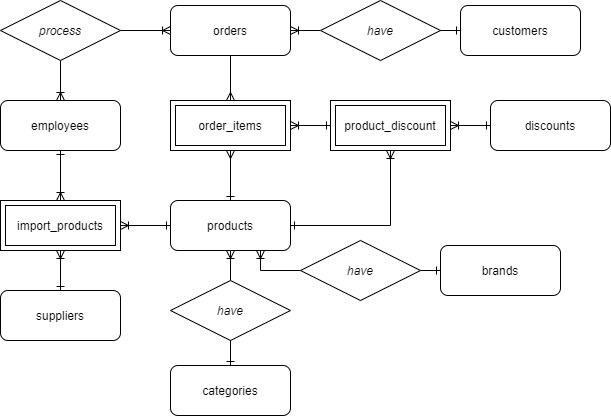 process
orders
have
customers
employees
order_items
product_discount
discounts
import_products
products
have
brands
suppliers
have
categories